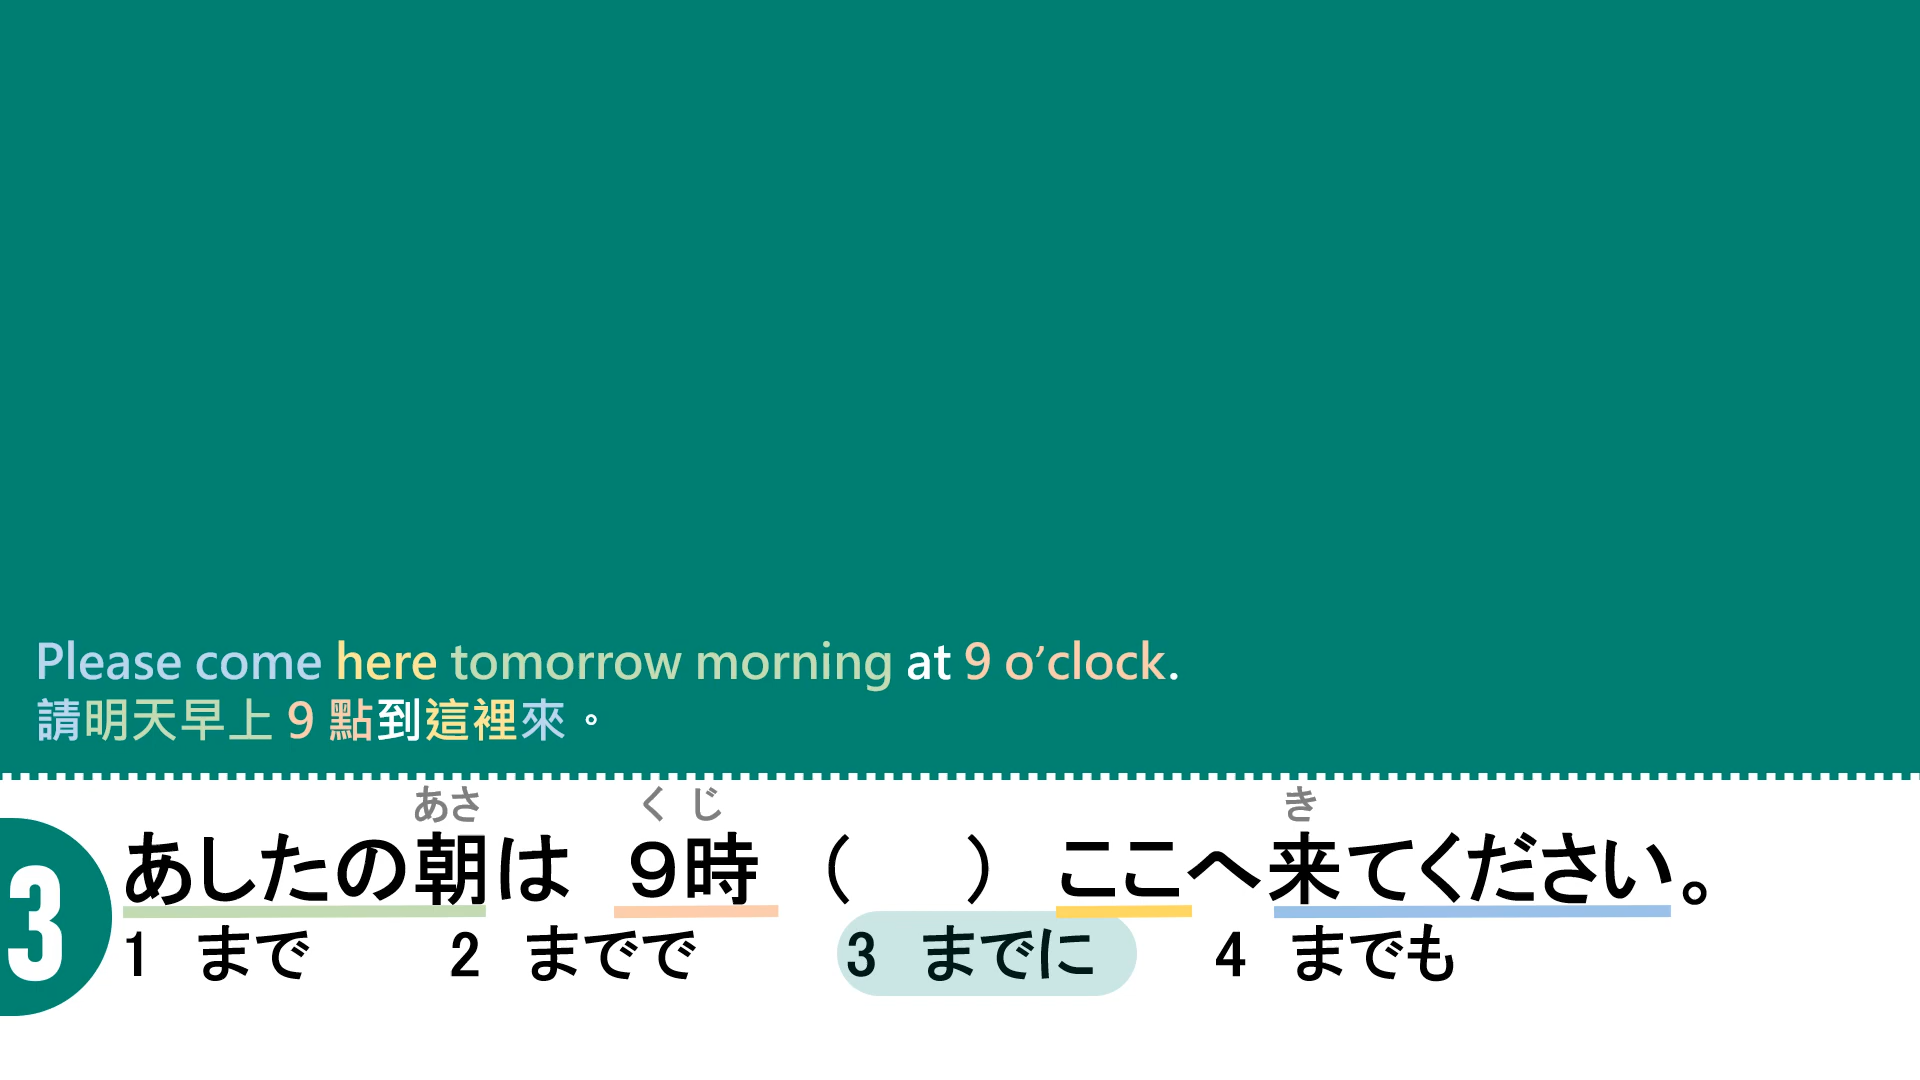 Please come here tomorrow morning at 9 o’clock.
請明天早上 9 點到這裡來。
あさ く じ き
3 あしたの朝は ９時 （ ） ここへ来てください。
1 まで 2 までで 3 までに 4 までも